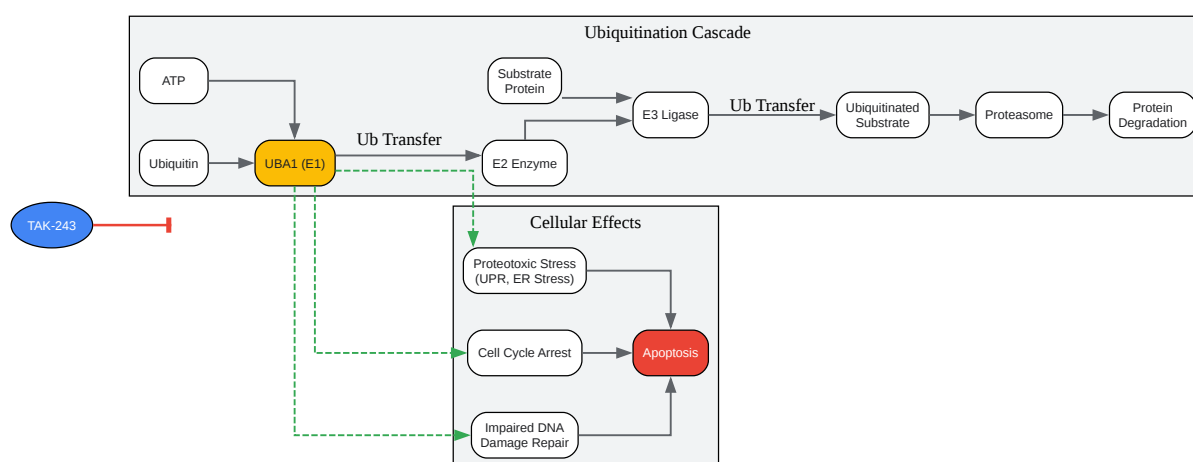 Ubiquitination Cascade
ATP
Substrate
Protein
E3 Ligase
Ub Transfer
Ubiquitinated
Substrate
Proteasome
Protein
Degradation
Ubiquitin
UBA1 (E1)
Ub Transfer
E2 Enzyme
TAK-243
Cellular Effects
Proteotoxic Stress
(UPR, ER Stress)
Cell Cycle Arrest
Apoptosis
Impaired DNA
Damage Repair